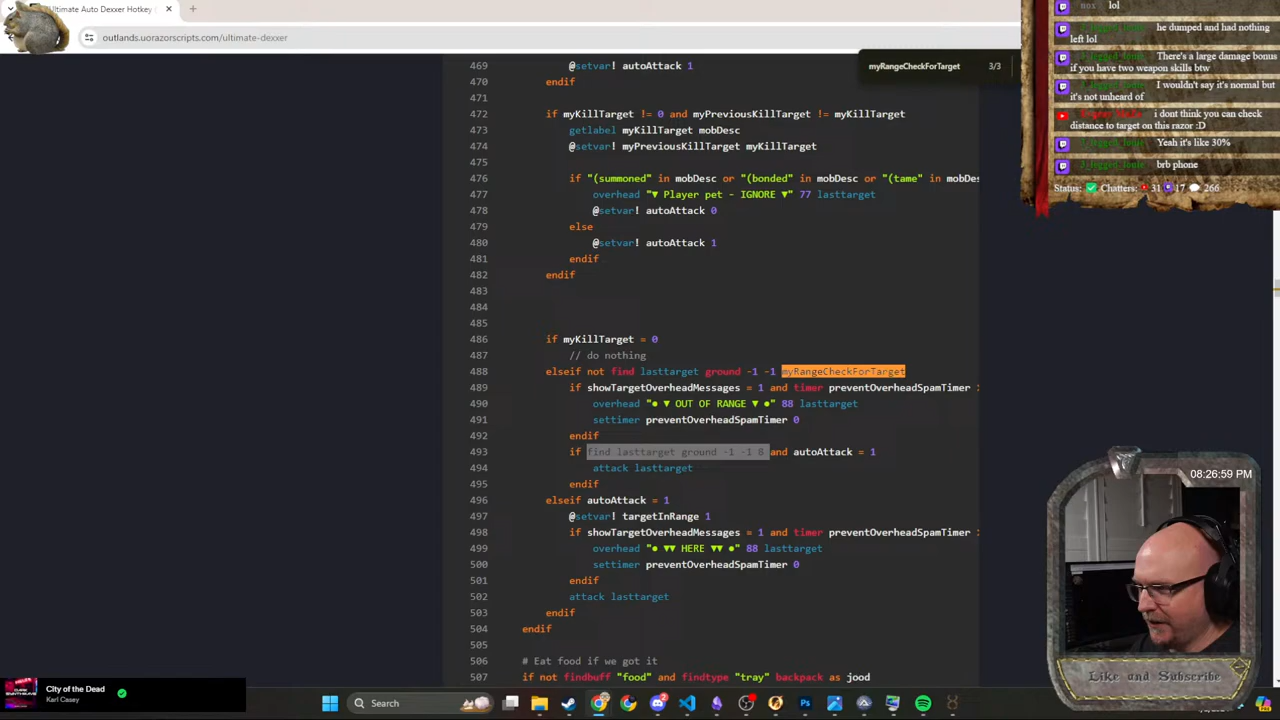 Ultimate Auto Dexxer Hotkey
outlands.uorazorscripts.com/ultimate-dexxer
myRangeCheckForTarget 3/3
469 @setvar! autoAttack 1
470 endif
471
472 if myKillTarget != 0 and myPreviousKillTarget != myKillTarget
473 getlabel myKillTarget mobDesc
474 @setvar! myPreviousKillTarget myKillTarget
475
476 if "(summoned" in mobDesc or "(bonded" in mobDesc or "(tame" in mobDes
477 overhead "▼ Player pet - IGNORE ▼" 77 lasttarget
478 @setvar! autoAttack 0
479 else
480 @setvar! autoAttack 1
481 endif
482 endif
483
484
485
486 if myKillTarget = 0
487 // do nothing
488 elseif not find lasttarget ground -1 -1 myRangeCheckForTarget
489 if showTargetOverheadMessages = 1 and timer preventOverheadSpamTimer >
490 overhead "● ▼ OUT OF RANGE ▼ ●" 88 lasttarget
491 settimer preventOverheadSpamTimer 0
492 endif
493 if find lasttarget ground -1 -1 8 and autoAttack = 1
494 attack lasttarget
495 endif
496 elseif autoAttack = 1
497 @setvar! targetInRange 1
498 if showTargetOverheadMessages = 1 and timer preventOverheadSpamTimer >
499 overhead "● ▼▼ HERE ▼▼ ●" 88 lasttarget
500 settimer preventOverheadSpamTimer 0
501 endif
502 attack lasttarget
503 endif
504 endif
505
506 # Eat food if we got it
507 if not findbuff "food" and findtype "tray" backpack as jood
lol
he dumped and had nothing
left lol
There's a large damage bonus
if you have two weapon skills btw
I wouldn't say it's normal but
it's not unheard of
i dont think you can check
distance to target on this razor :D
Yeah it's like 30%
brb phone
Status: Chatters: 31 17 266
08:26:59 PM
Like and Subscribe
City of the Dead
Karl Casey
Search